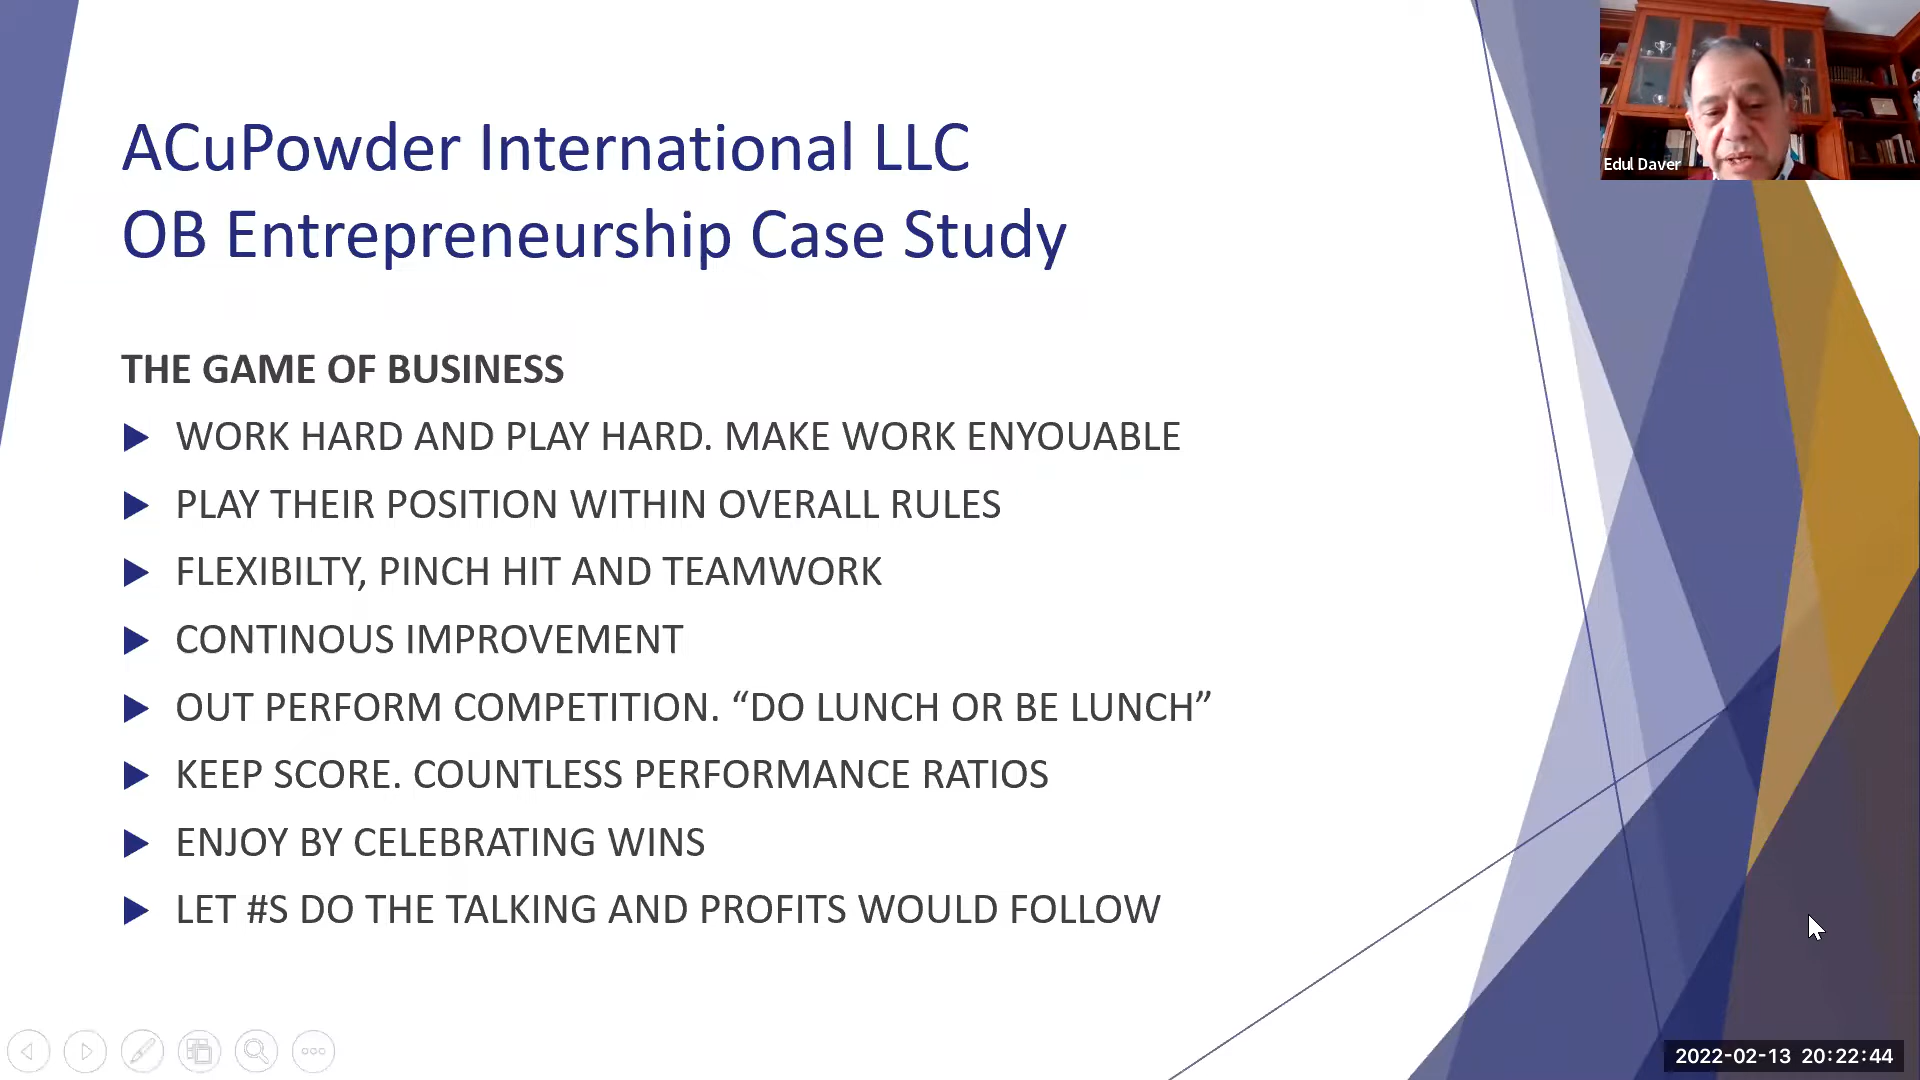 ACuPowder International LLC
OB Entrepreneurship Case Study
Edul Daver
THE GAME OF BUSINESS
WORK HARD AND PLAY HARD. MAKE WORK ENYOUABLE
PLAY THEIR POSITION WITHIN OVERALL RULES
FLEXIBILTY, PINCH HIT AND TEAMWORK
CONTINOUS IMPROVEMENT
OUT PERFORM COMPETITION. “DO LUNCH OR BE LUNCH”
KEEP SCORE. COUNTLESS PERFORMANCE RATIOS
ENJOY BY CELEBRATING WINS
LET #S DO THE TALKING AND PROFITS WOULD FOLLOW
2022-02-13 20:22:44